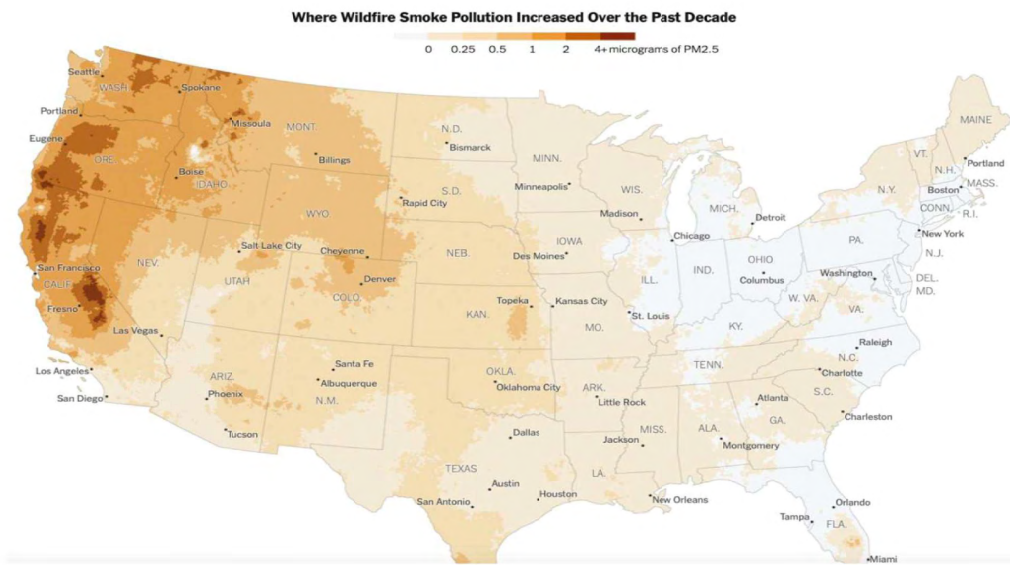 Where Wildfire Smoke Pollution Increased Over the Past Decade
0 0.25 0.5 1 2 4+ micrograms of PM2.5
Seattle
WASH.
Spokane
Portland
Missoula
MONT.
N.D.
MAINE
Eugene
ORE.
Billings
Bismarck
MINN.
VT.
Portland
Boise
IDAHO
Minneapolis
WIS.
N.H.
S.D.
Rapid City
N.Y.
Boston
MASS.
WYO.
Madison
MICH.
Detroit
CONN.
R.I.
Salt Lake City
Cheyenne
NEB.
IOWA
Des Moines
Chicago
PA.
New York
San Francisco
NEV.
UTAH
Denver
ILL.
IND.
OHIO
Columbus
Washington
N.J.
DEL.
MD.
CALIF.
Fresno
COLO.
Topeka
Kansas City
W. VA.
VA.
KAN.
St. Louis
Las Vegas
MO.
KY.
Raleigh
Los Angeles
Santa Fe
OKLA.
TENN.
N.C.
Charlotte
San Diego
ARIZ.
Phoenix
Albuquerque
N.M.
Oklahoma City
ARK.
Little Rock
Atlanta
S.C.
Charleston
Tucson
Dallas
Jackson
MISS.
ALA.
GA.
Montgomery
TEXAS
LA.
Austin
Houston
San Antonio
New Orleans
Orlando
Tampa
FLA.
Miami